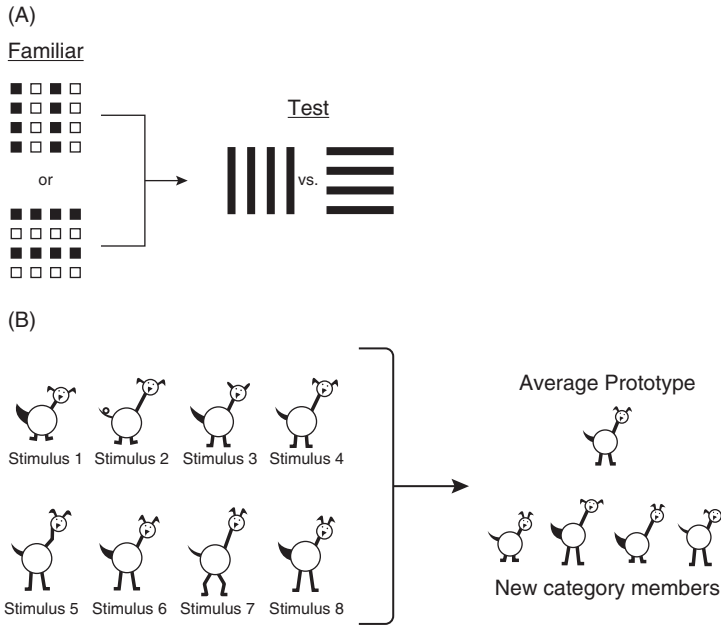 (A)
Familiar
or
Test
vs.
(B)
Stimulus 1 Stimulus 2 Stimulus 3 Stimulus 4
Stimulus 5 Stimulus 6 Stimulus 7 Stimulus 8
Average Prototype
New category members